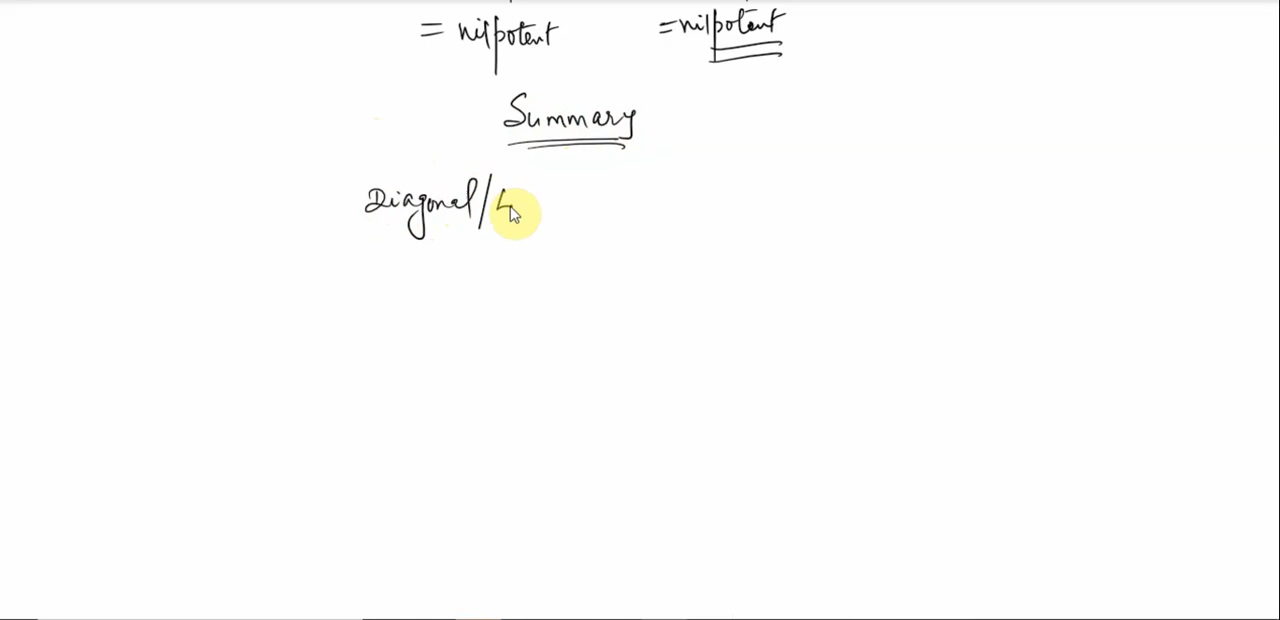 = nilpotent =nilpotent
Summary
Diagonal/